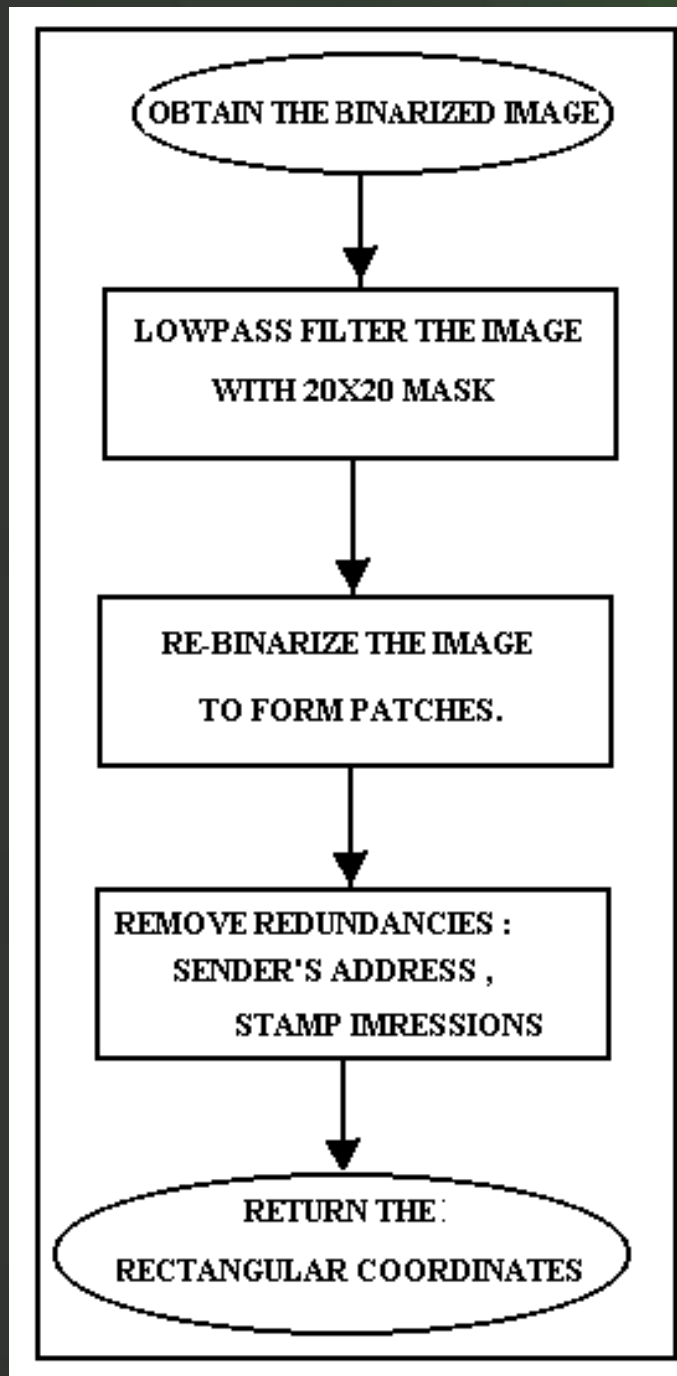 OBTAIN THE BINARIZED IMAGE
LOWPASS FILTER THE IMAGE
WITH 20X20 MASK
RE-BINARIZE THE IMAGE
TO FORM PATCHES.
REMOVE REDUNDANCIES :
SENDER'S ADDRESS ,
STAMP IMRESSIONS
RETURN THE :
RECTANGULAR COORDINATES